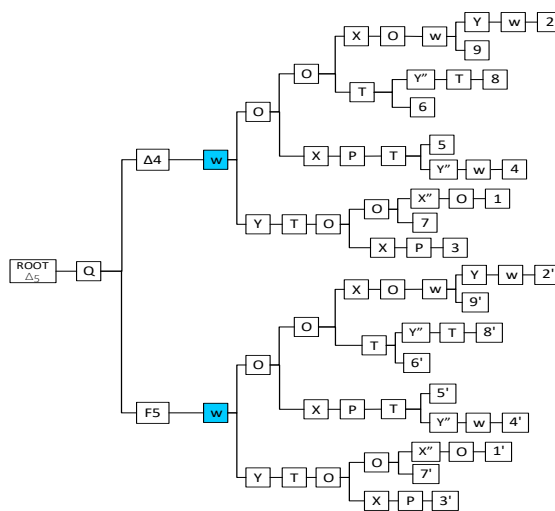 X O w Y w 2
9
O T Y″ T 8
6
O 5
X P T Y″ w 4
Δ4 w
X″ O 1
O 7
Y T O X P 3
ROOT Δ5 Q
X O w Y w 2'
9'
O T Y″ T 8'
6'
O 5'
X P T Y″ w 4'
F5 w
X″ O 1'
O 7'
Y T O X P 3'